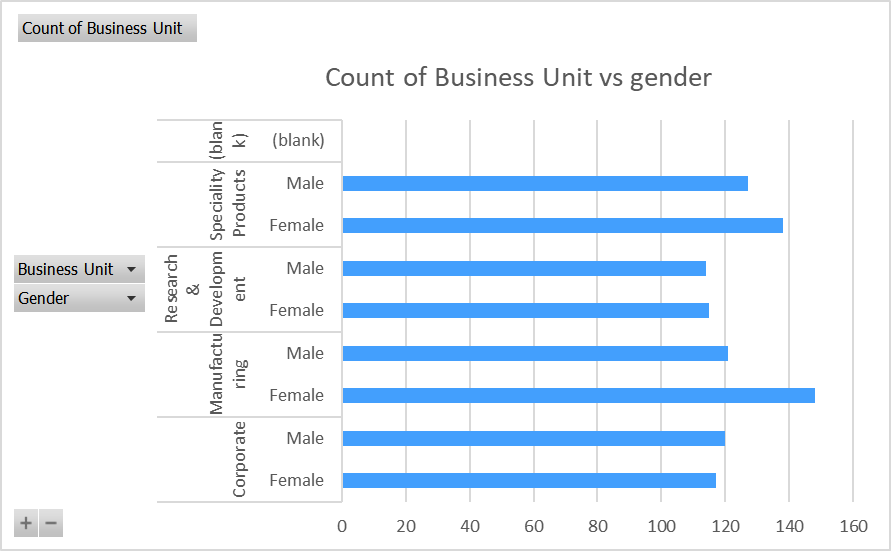 Count of Business Unit
Count of Business Unit vs gender
(blan
k)
(blank)
Speciality
Products
Male
Female
Business Unit
Gender
Research
&
Developm
ent
Male
Female
Manufactu
ring
Male
Female
Corporate
Male
Female
0 20 40 60 80 100 120 140 160